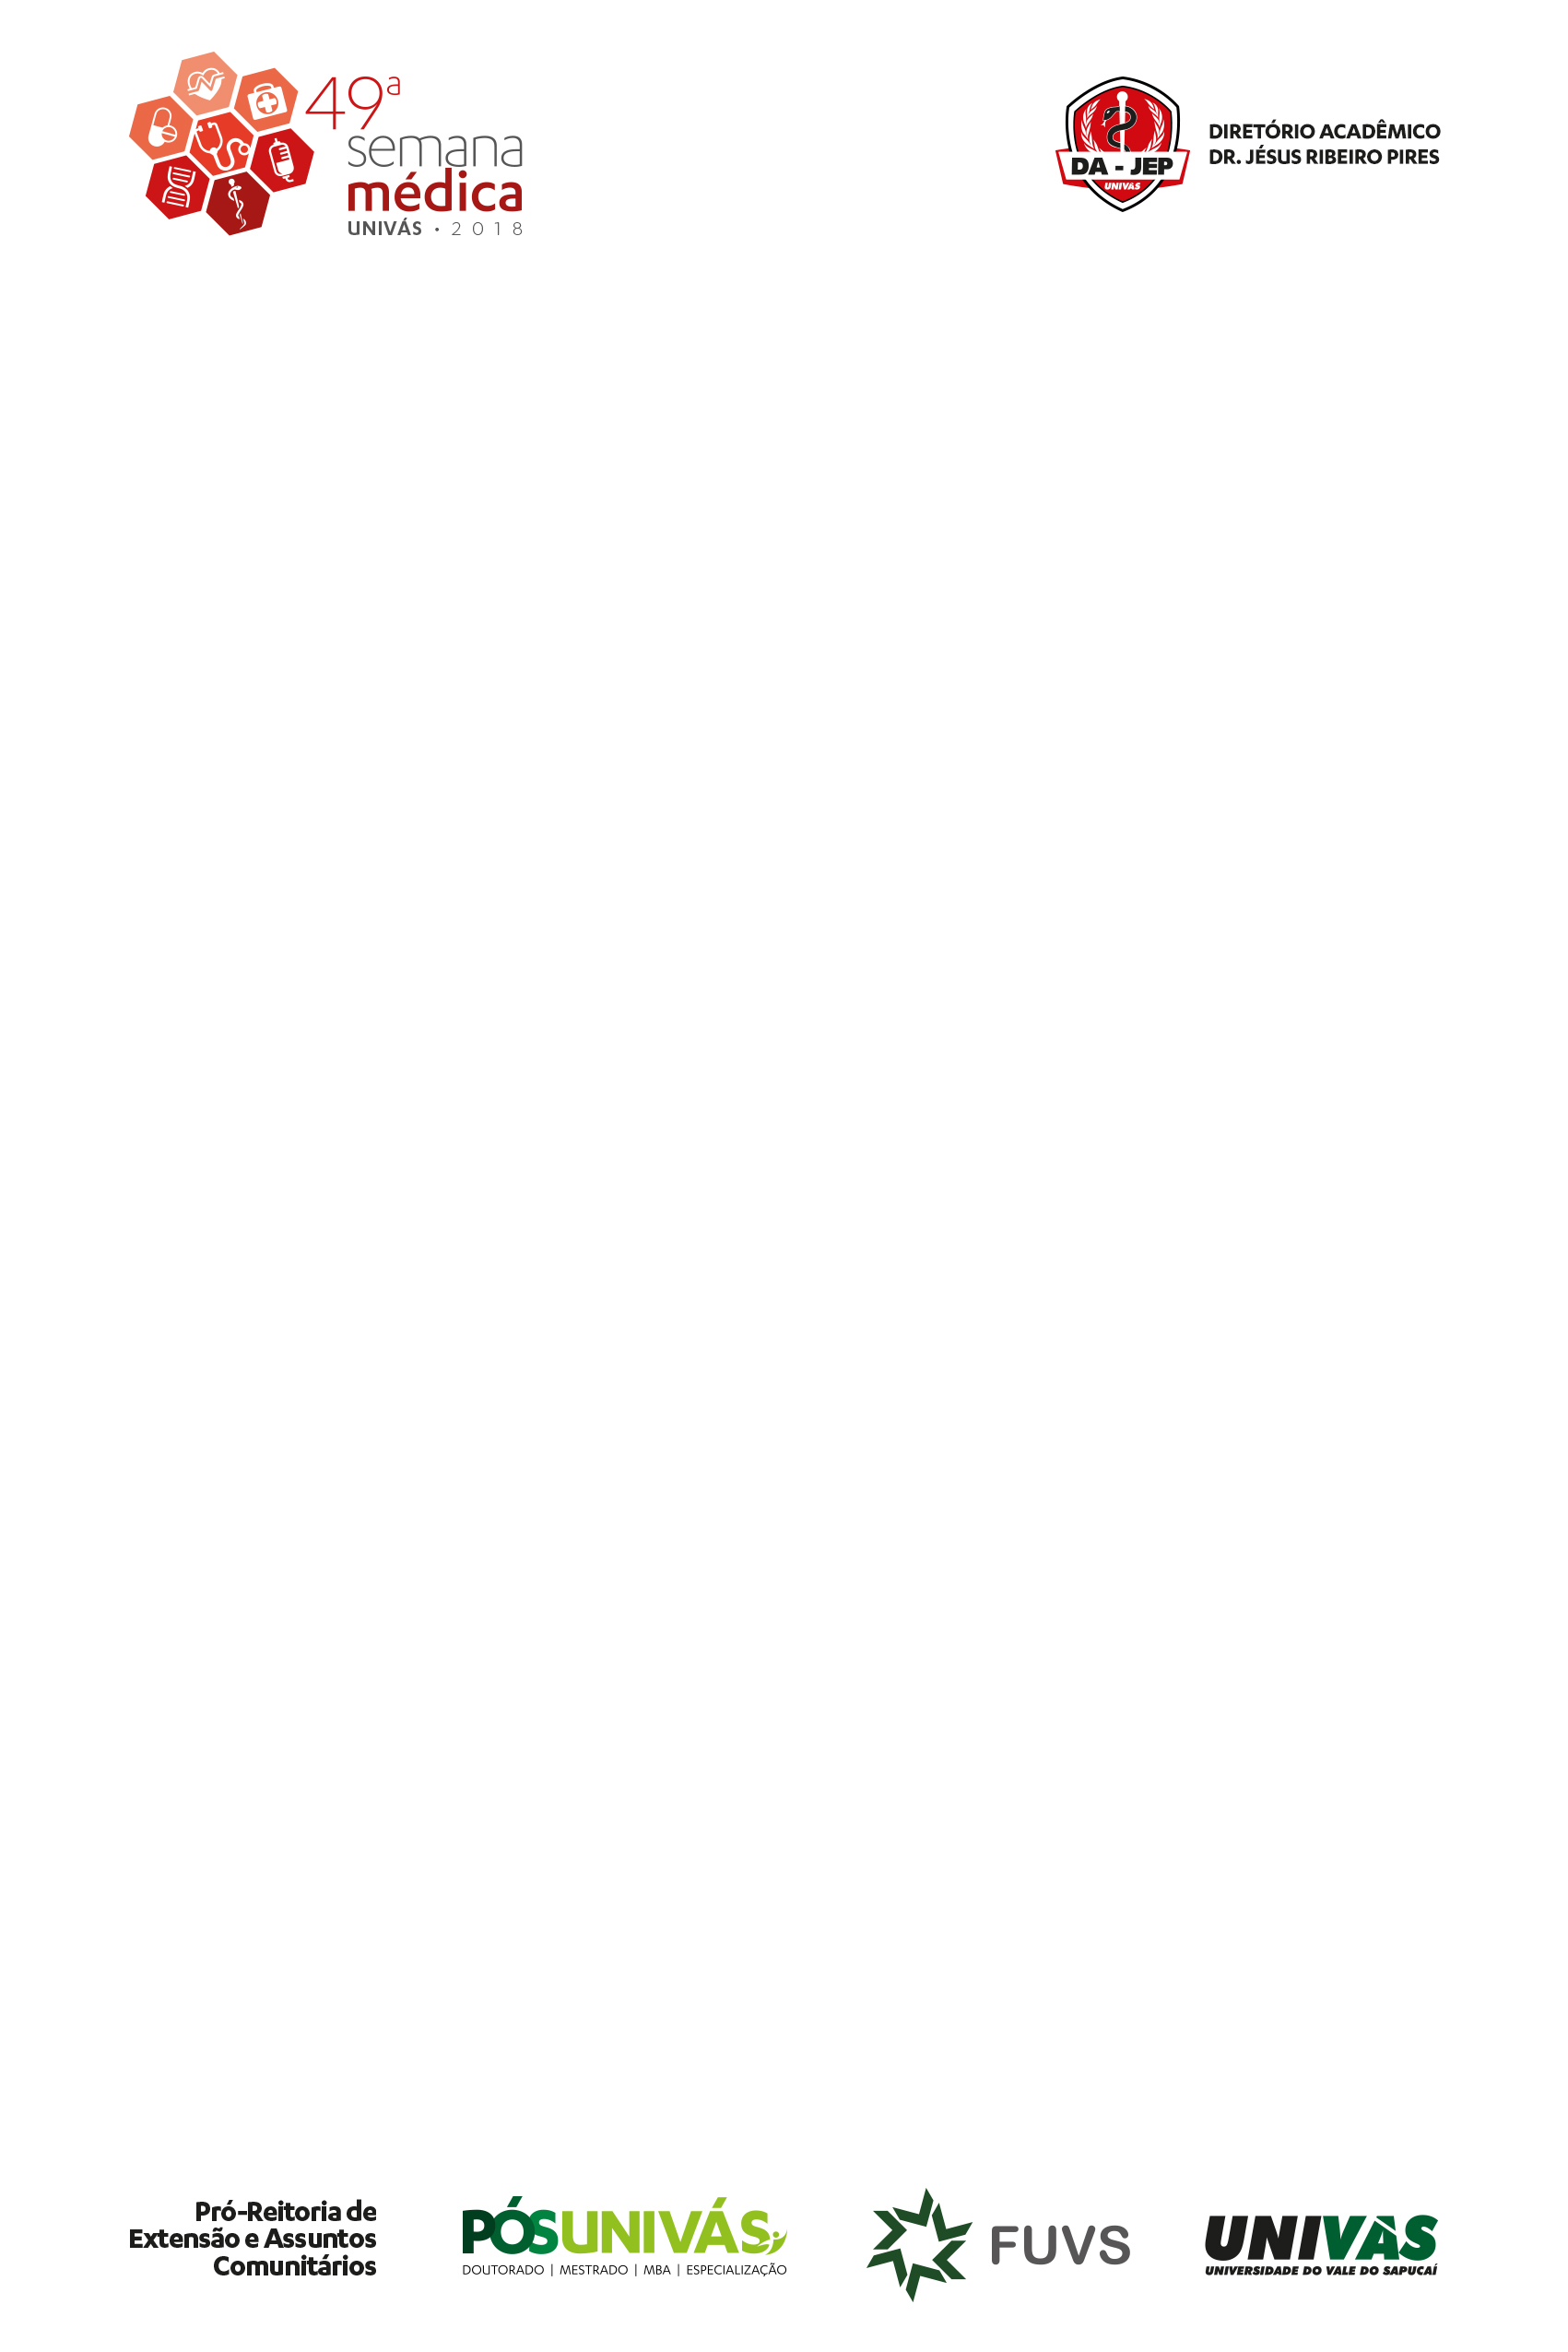 49ª
semana
médica
UNIVÁS • 2018
DA - JEP
UNIVÁS
DIRETÓRIO ACADÊMICO
DR. JÉSUS RIBEIRO PIRES
Pró-Reitoria de
Extensão e Assuntos
Comunitários
PÓSUNIVÁS
DOUTORADO | MESTRADO | MBA | ESPECIALIZAÇÃO
FUVS
UNIVÁS
UNIVERSIDADE DO VALE DO SAPUCAÍ